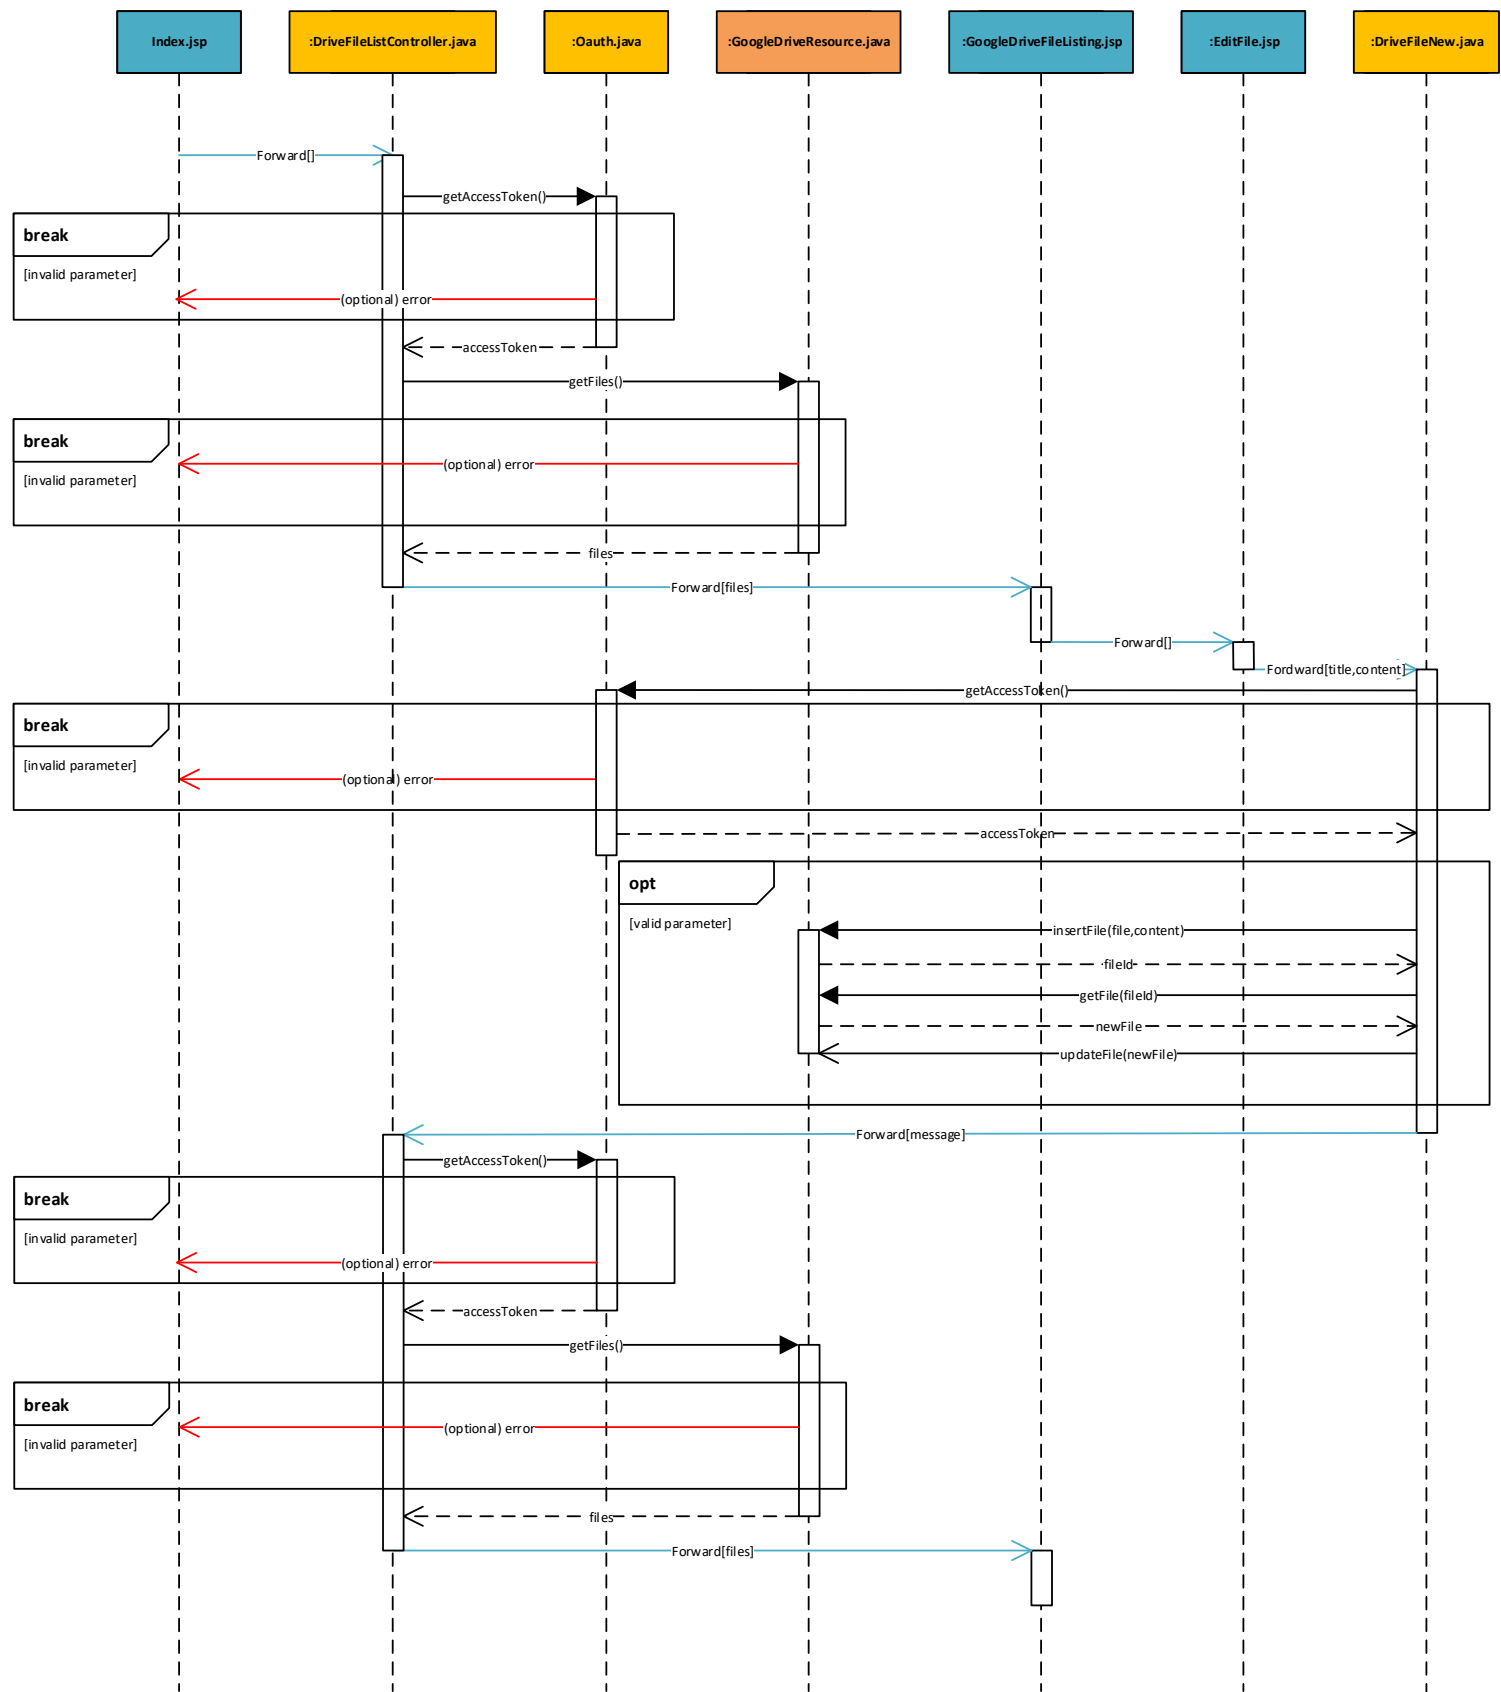 Index.jsp
:DriveFileListController.java
:Oauth.java
:GoogleDriveResource.java
:GoogleDriveFileListing.jsp
:EditFile.jsp
:DriveFileNew.java
Forward[]
getAccessToken()
break
[invalid parameter]
(optional) error
accessToken
getFiles()
break
(optional) error
[invalid parameter]
files
Forward[files]
Forward[]
Fordward[title,content]
getAccessToken()
break
[invalid parameter]
(optional) error
accessToken
opt
[valid parameter]
insertFile(file,content)
fileId
getFile(fileId)
newFile
updateFile(newFile)
Forward[message]
getAccessToken()
break
[invalid parameter]
(optional) error
accessToken
getFiles()
break
(optional) error
[invalid parameter]
files
Forward[files]